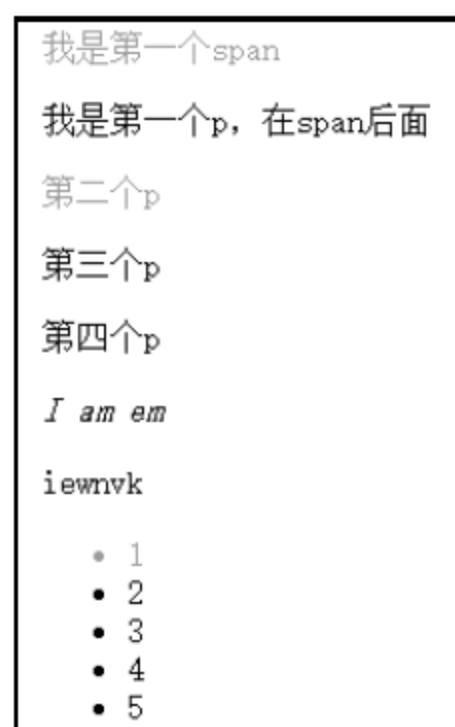 我是第一个span
我是第一个p，在span后面
第二个p
第三个p
第四个p
I am em
iewnvk
• 1
• 2
• 3
• 4
• 5